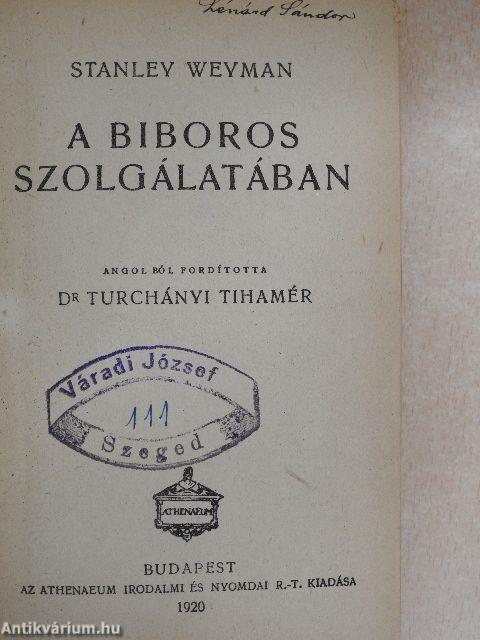 Lénárd Sándor
STANLEY WEYMAN
A BIBOROS
SZOLGÁLATÁBAN
ANGOLBÓL FORDÍTOTTA
DR TURCHÁNYI TIHAMÉR
Váradi József
111
Szeged
ATHENAEUM
BUDAPEST
AZ ATHENAEUM IRODALMI ÉS NYOMDAI R.-T. KIADÁSA
1920
Antikvárium.hu